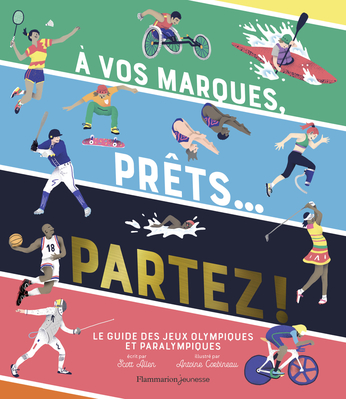 À VOS MARQUES,
PRÊTS...
18
PARTEZ !
LE GUIDE DES JEUX OLYMPIQUES
ET PARALYMPIQUES
écrit par illustré par
Scott Allen Antoine Corbineau
Flammarion jeunesse